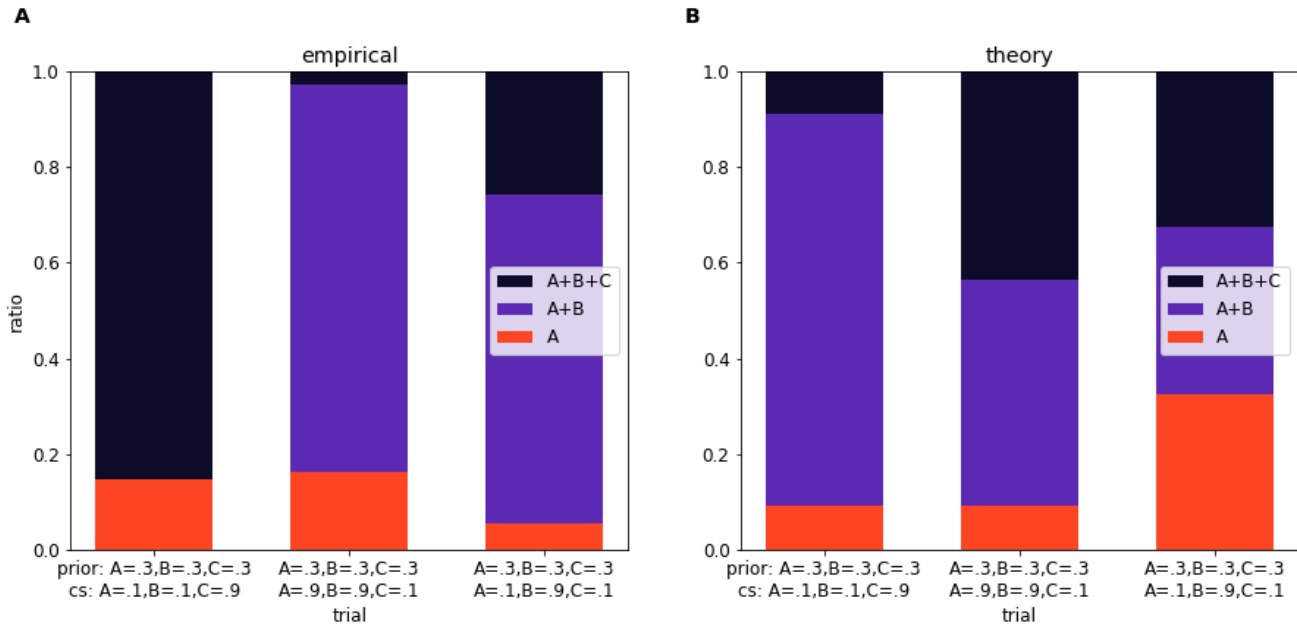 A
empirical
1.0
0.8
0.6
0.4
0.2
0.0
ratio
A+B+C
A+B
A
prior: A=.3,B=.3,C=.3
cs: A=.1,B=.1,C=.9
A=.3,B=.3,C=.3
A=.9,B=.9,C=.1
A=.3,B=.3,C=.3
A=.1,B=.9,C=.1
trial
B
theory
1.0
0.8
0.6
0.4
0.2
0.0
A+B+C
A+B
A
prior: A=.3,B=.3,C=.3
cs: A=.1,B=.1,C=.9
A=.3,B=.3,C=.3
A=.9,B=.9,C=.1
A=.3,B=.3,C=.3
A=.1,B=.9,C=.1
trial